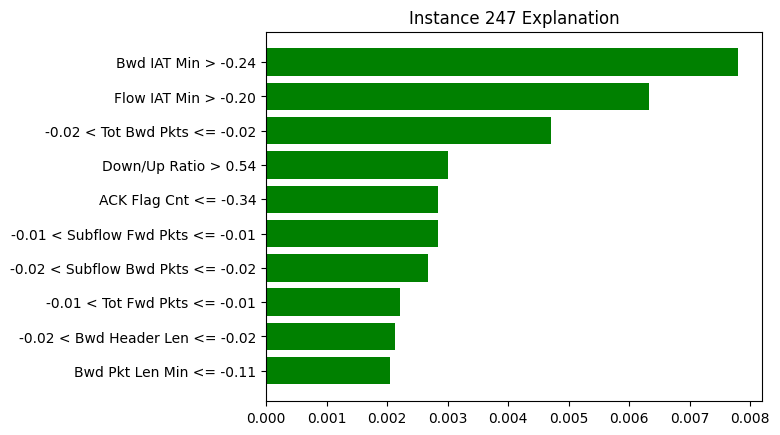 Instance 247 Explanation
Bwd IAT Min > -0.24
Flow IAT Min > -0.20
-0.02 < Tot Bwd Pkts <= -0.02
Down/Up Ratio > 0.54
ACK Flag Cnt <= -0.34
-0.01 < Subflow Fwd Pkts <= -0.01
-0.02 < Subflow Bwd Pkts <= -0.02
-0.01 < Tot Fwd Pkts <= -0.01
-0.02 < Bwd Header Len <= -0.02
Bwd Pkt Len Min <= -0.11
0.000 0.001 0.002 0.003 0.004 0.005 0.006 0.007 0.008